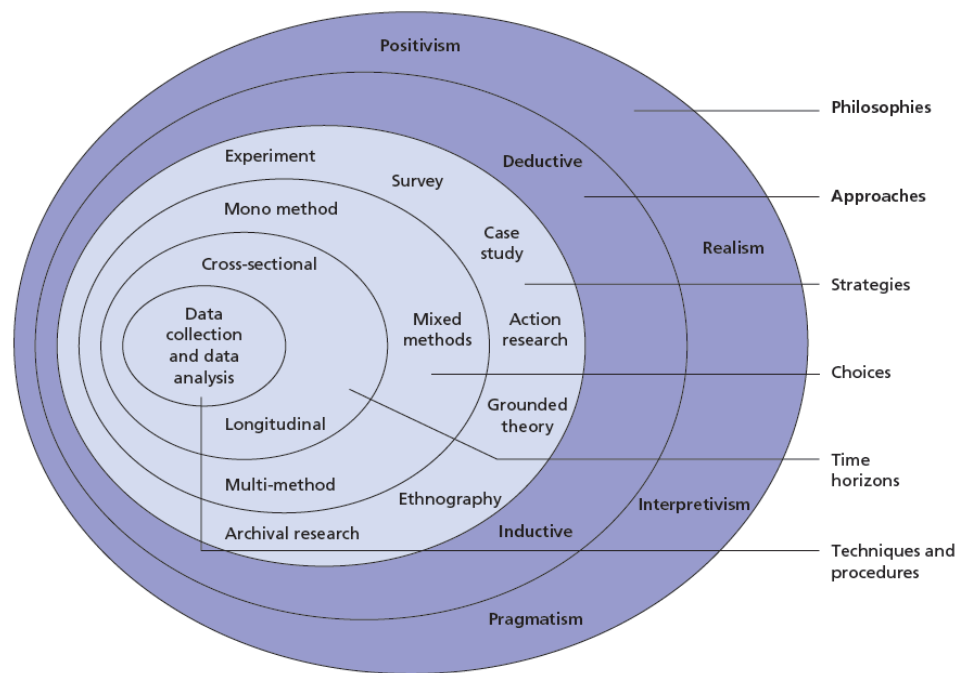 Positivism
Philosophies
Experiment
Deductive
Survey
Approaches
Mono method
Case
study
Realism
Cross-sectional
Strategies
Data
collection
and data
analysis
Mixed
methods
Action
research
Choices
Grounded
theory
Longitudinal
Time
horizons
Multi-method
Ethnography
Interpretivism
Archival research
Inductive
Techniques and
procedures
Pragmatism